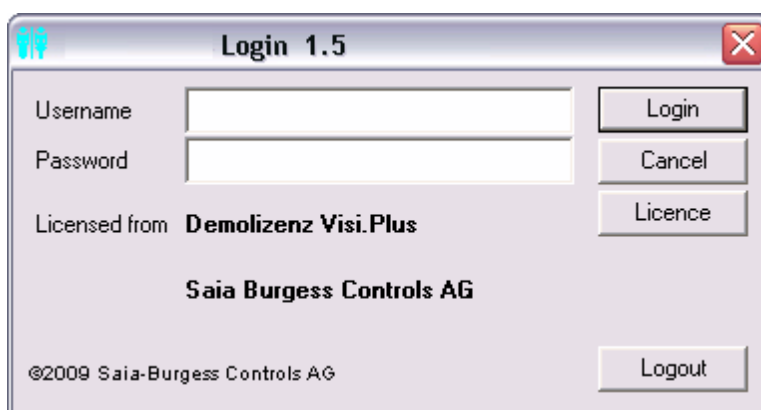 Login 1.5
Username
Login
Password
Cancel
Licensed from Demolizenz Visi.Plus
Licence
Saia Burgess Controls AG
©2009 Saia-Burgess Controls AG
Logout